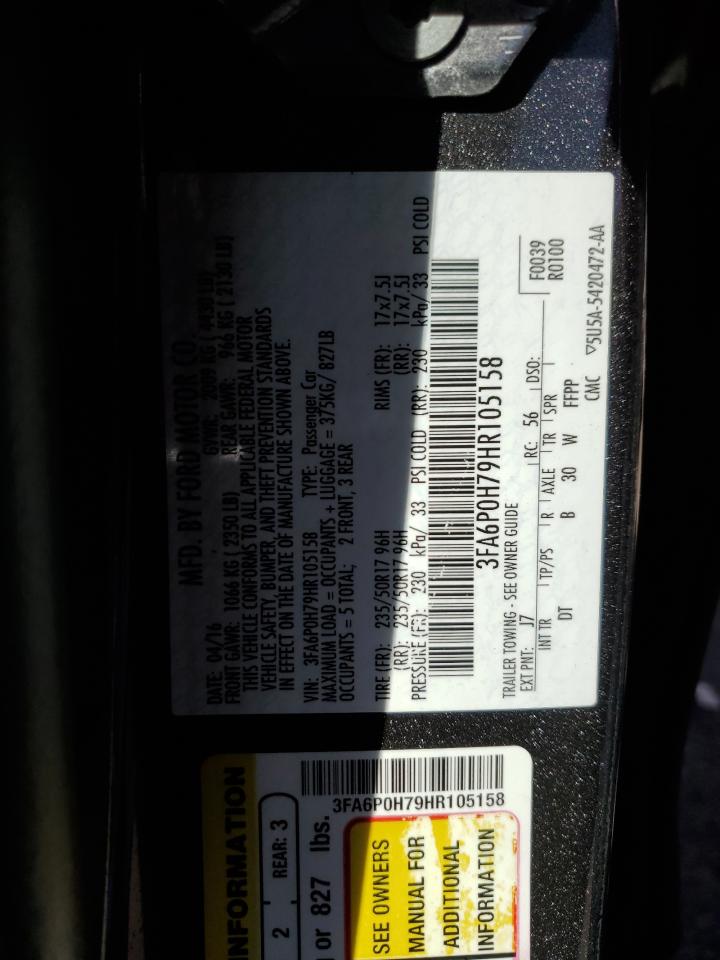 MFD. BY FORD MOTOR CO.
DATE: 04/16 GVWR: 2009 KG ( 4430 LB)
FRONT GAWR: 1066 KG ( 2350 LB) REAR GAWR: 966 KG ( 2130 LB)
THIS VEHICLE CONFORMS TO ALL APPLICABLE FEDERAL MOTOR
VEHICLE SAFETY, BUMPER, AND THEFT PREVENTION STANDARDS
IN EFFECT ON THE DATE OF MANUFACTURE SHOWN ABOVE.
VIN: 3FA6P0H79HR105158 TYPE: Passenger Car
MAXIMUM LOAD = OCCUPANTS + LUGGAGE = 375KG/ 827LB
OCCUPANTS = 5 TOTAL; 2 FRONT, 3 REAR
TIRE (FR): 235/50R17 96H RIMS (FR): 17x7.5J
(RR): 235/50R17 96H (RR): 17x7.5J
PRESSURE (FR): 230 kPa/ 33 PSI COLD (RR): 230 kPa/ 33 PSI COLD
3FA6P0H79HR105158
TRAILER TOWING - SEE OWNER GUIDE
EXT PNT: J7 RC: 56 DSO: F0039
R0100
INT TR TP/PS R AXLE TR SPR
DT B 30 W FFPP
CMC ▽5U5A-5420472-AA
INFORMATION
2 REAR: 3
or 827 lbs.
3FA6P0H79HR105158
SEE OWNERS
MANUAL FOR
ADDITIONAL
INFORMATION